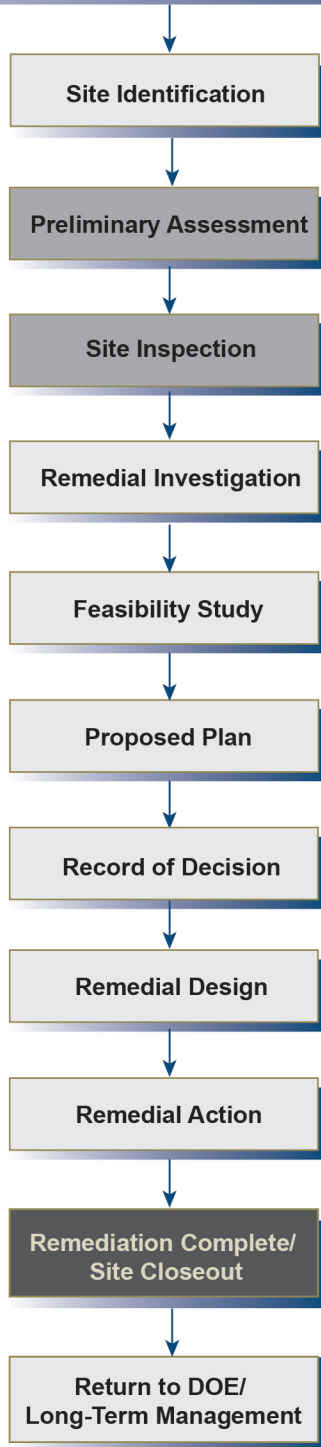 Site Identification
Preliminary Assessment
Site Inspection
Remedial Investigation
Feasibility Study
Proposed Plan
Record of Decision
Remedial Design
Remedial Action
Remediation Complete/
Site Closeout
Return to DOE/
Long-Term Management